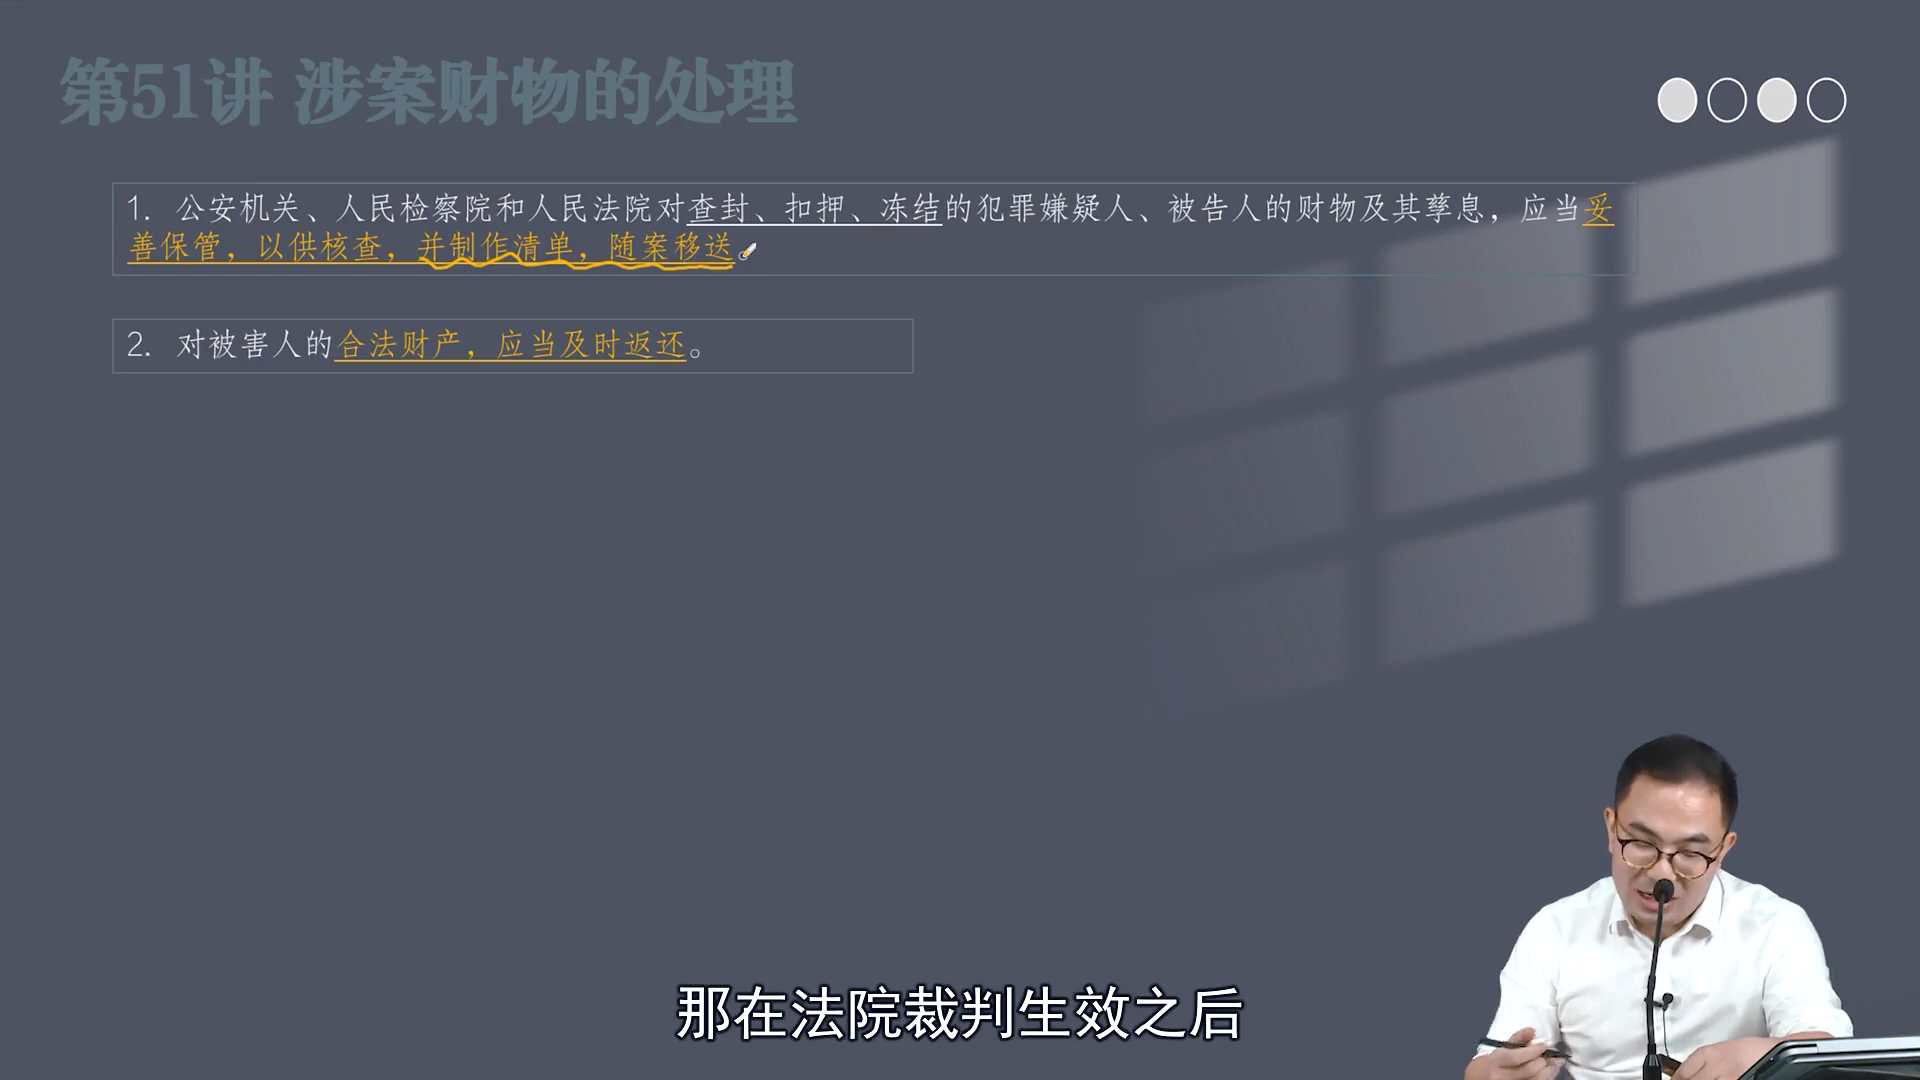 第51讲 涉案财物的处理
1. 公安机关、人民检察院和人民法院对查封、扣押、冻结的犯罪嫌疑人、被告人的财物及其孳息，应当妥
善保管，以供核查，并制作清单，随案移送
2. 对被害人的合法财产，应当及时返还。
那在法院裁判生效之后